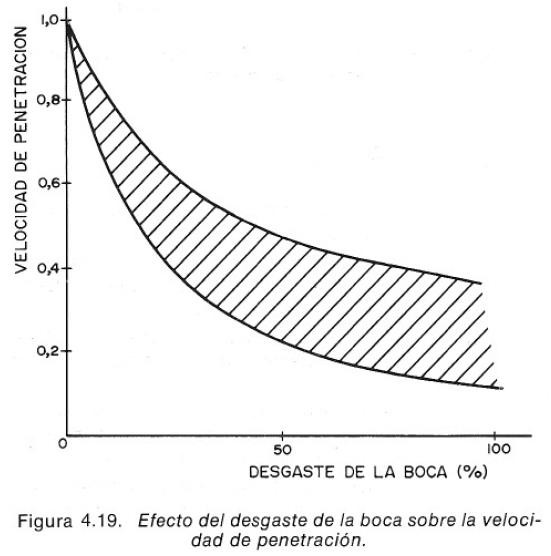 VELOCIDAD DE PENETRACION
1,0
0,8
0,6
0,4
0,2
0
50
100
DESGASTE DE LA BOCA (%)
Figura 4.19. Efecto del desgaste de la boca sobre la veloci-
dad de penetración.